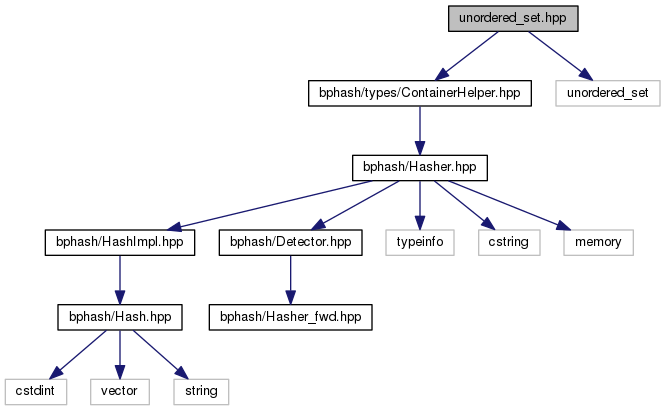 unordered_set.hpp
bphash/types/ContainerHelper.hpp
unordered_set
bphash/Hasher.hpp
bphash/HashImpl.hpp
bphash/Detector.hpp
typeinfo
cstring
memory
bphash/Hash.hpp
bphash/Hasher_fwd.hpp
cstdint
vector
string